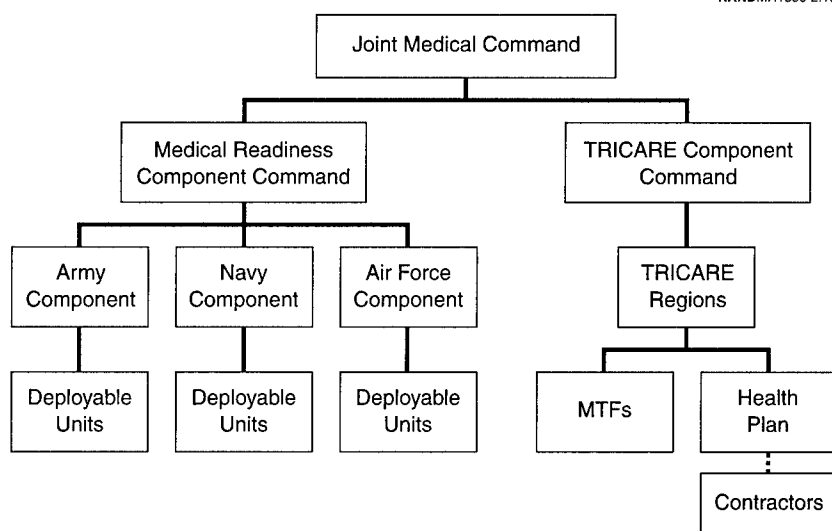 Joint Medical Command
Medical Readiness
Component Command
TRICARE Component
Command
Army
Component
Navy
Component
Air Force
Component
TRICARE
Regions
Deployable
Units
Deployable
Units
Deployable
Units
MTFs
Health
Plan
Contractors